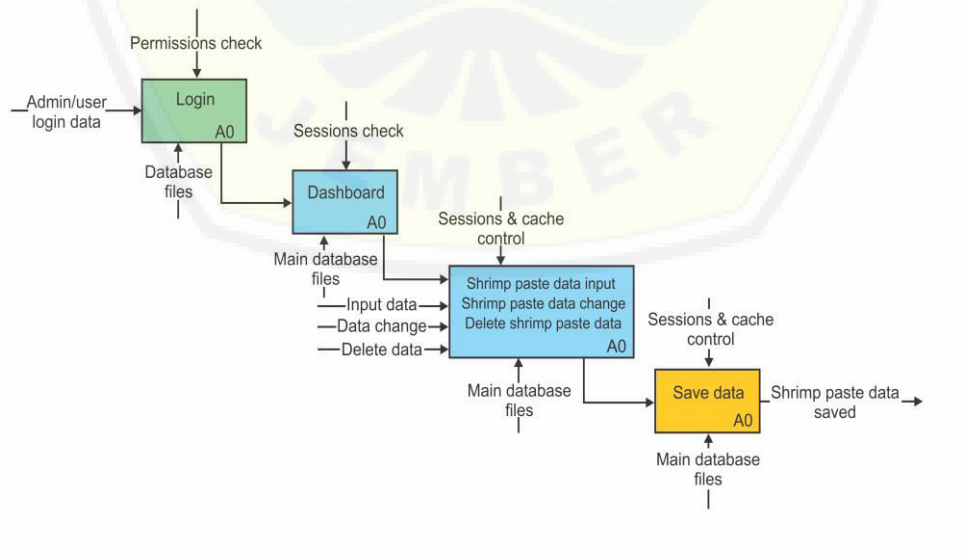 Permissions check
Admin/user
login data
Login
A0
Database
files
Sessions check
Dashboard
A0
Main database
files
Sessions & cache
control
Input data
Data change
Delete data
Shrimp paste data input
Shrimp paste data change
Delete shrimp paste data
A0
Main database
files
Sessions & cache
control
Save data
A0
Shrimp paste data
saved
Main database
files
JEMBER